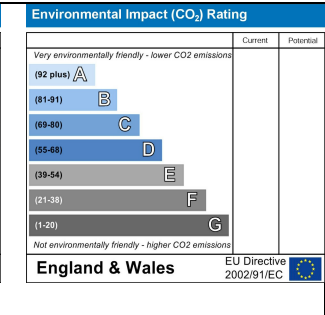 Environmental Impact (CO₂) Rating
Current Potential
Very environmentally friendly - lower CO2 emissions
(92 plus) A
(81-91) B
(69-80) C
(55-68) D
(39-54) E
(21-38) F
(1-20) G
Not environmentally friendly - higher CO2 emissions
England & Wales
EU Directive
2002/91/EC